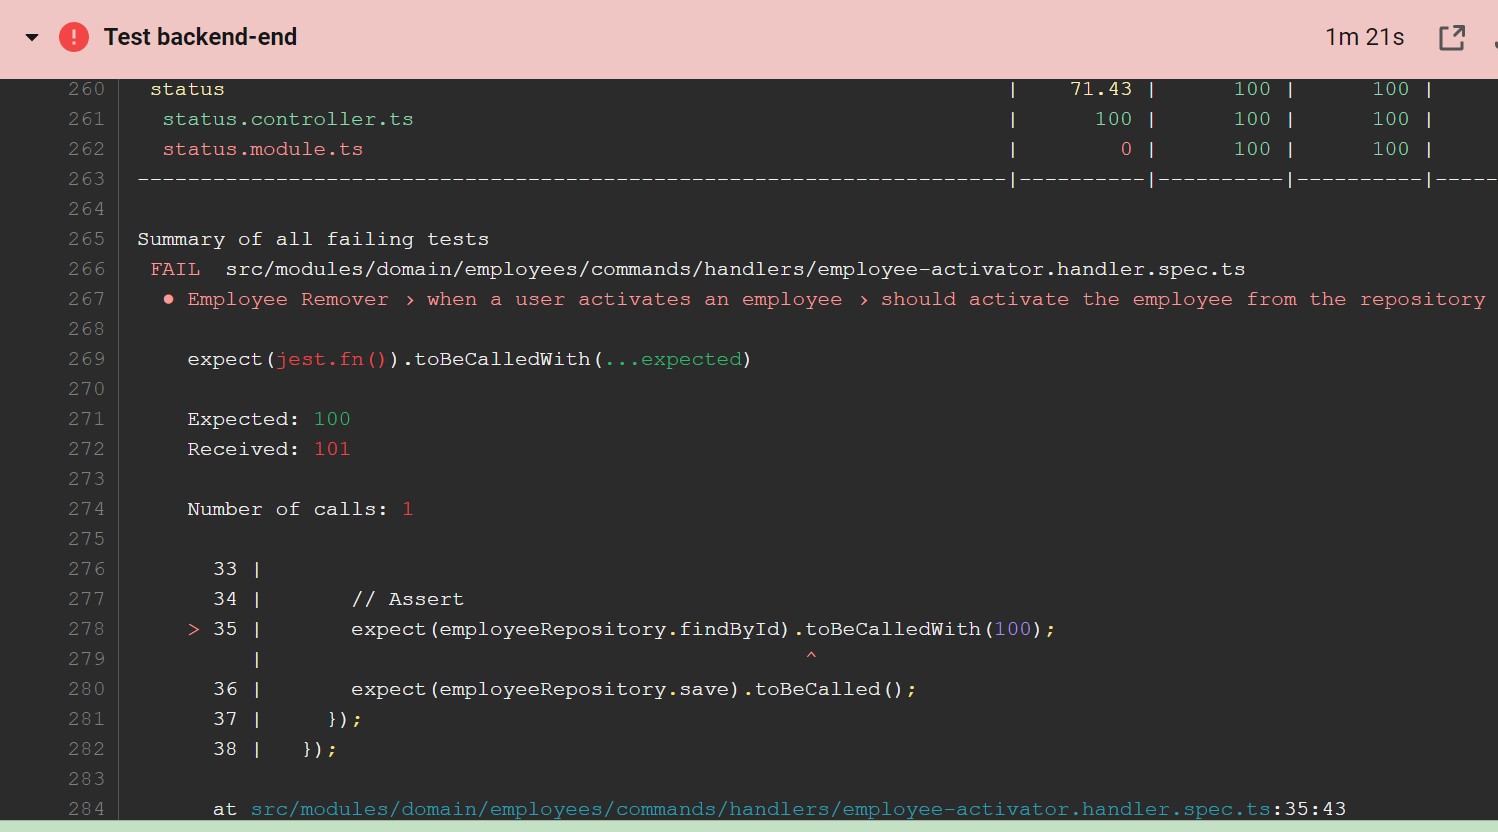 Test backend-end 1m 21s
260 status | 71.43 | 100 | 100 |
261 status.controller.ts | 100 | 100 | 100 |
262 status.module.ts | 0 | 100 | 100 |
263 ---------------------------------------------------------------------|----------|----------|----------|-----
264
265 Summary of all failing tests
266 FAIL src/modules/domain/employees/commands/handlers/employee-activator.handler.spec.ts
267 ● Employee Remover › when a user activates an employee › should activate the employee from the repository
268
269 expect(jest.fn()).toBeCalledWith(...expected)
270
271 Expected: 100
272 Received: 101
273
274 Number of calls: 1
275
276 33 |
277 34 | // Assert
278 > 35 | expect(employeeRepository.findById).toBeCalledWith(100);
279 | ^
280 36 | expect(employeeRepository.save).toBeCalled();
281 37 | });
282 38 | });
283
284 at src/modules/domain/employees/commands/handlers/employee-activator.handler.spec.ts:35:43